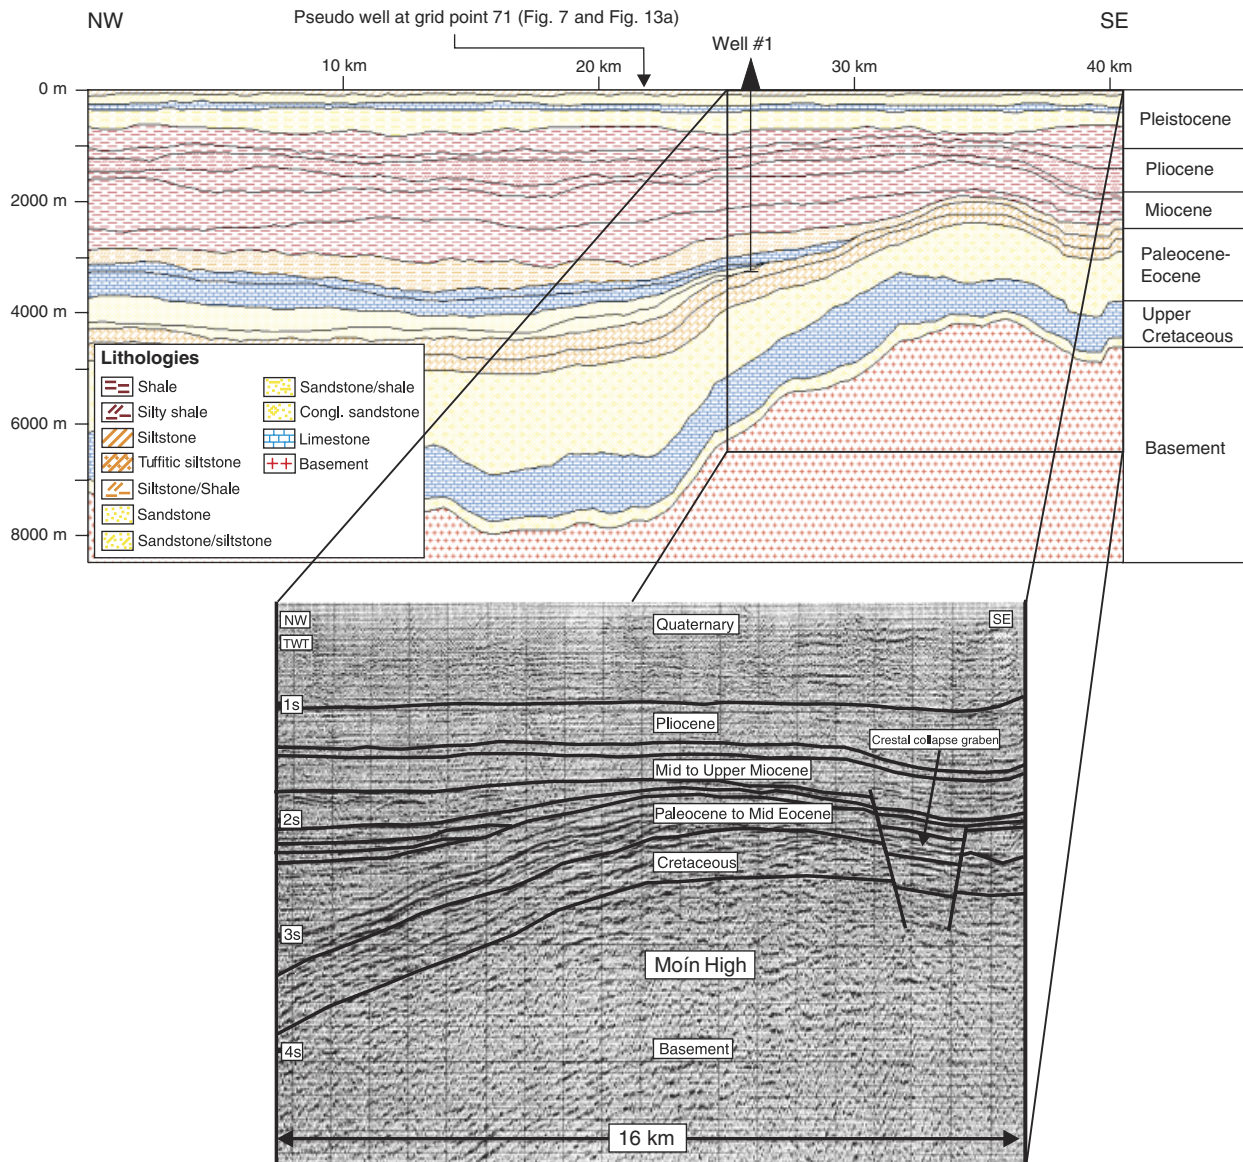 Pseudo well at grid point 71 (Fig. 7 and Fig. 13a)
NW
SE
Well #1
10 km
20 km
30 km
40 km
0 m
2000 m
4000 m
6000 m
8000 m
Pleistocene
Pliocene
Miocene
Paleocene-
Eocene
Upper
Cretaceous
Basement
Lithologies
Shale
Silty shale
Siltstone
Tuffitic siltstone
Siltstone/Shale
Sandstone
Sandstone/siltstone
Sandstone/shale
Congl. sandstone
Limestone
Basement
NW
Quaternary
SE
TWT
1s
Pliocene
Crestal collapse graben
Mid to Upper Miocene
2s
Paleocene to Mid Eocene
Cretaceous
3s
Moín High
4s
Basement
16 km